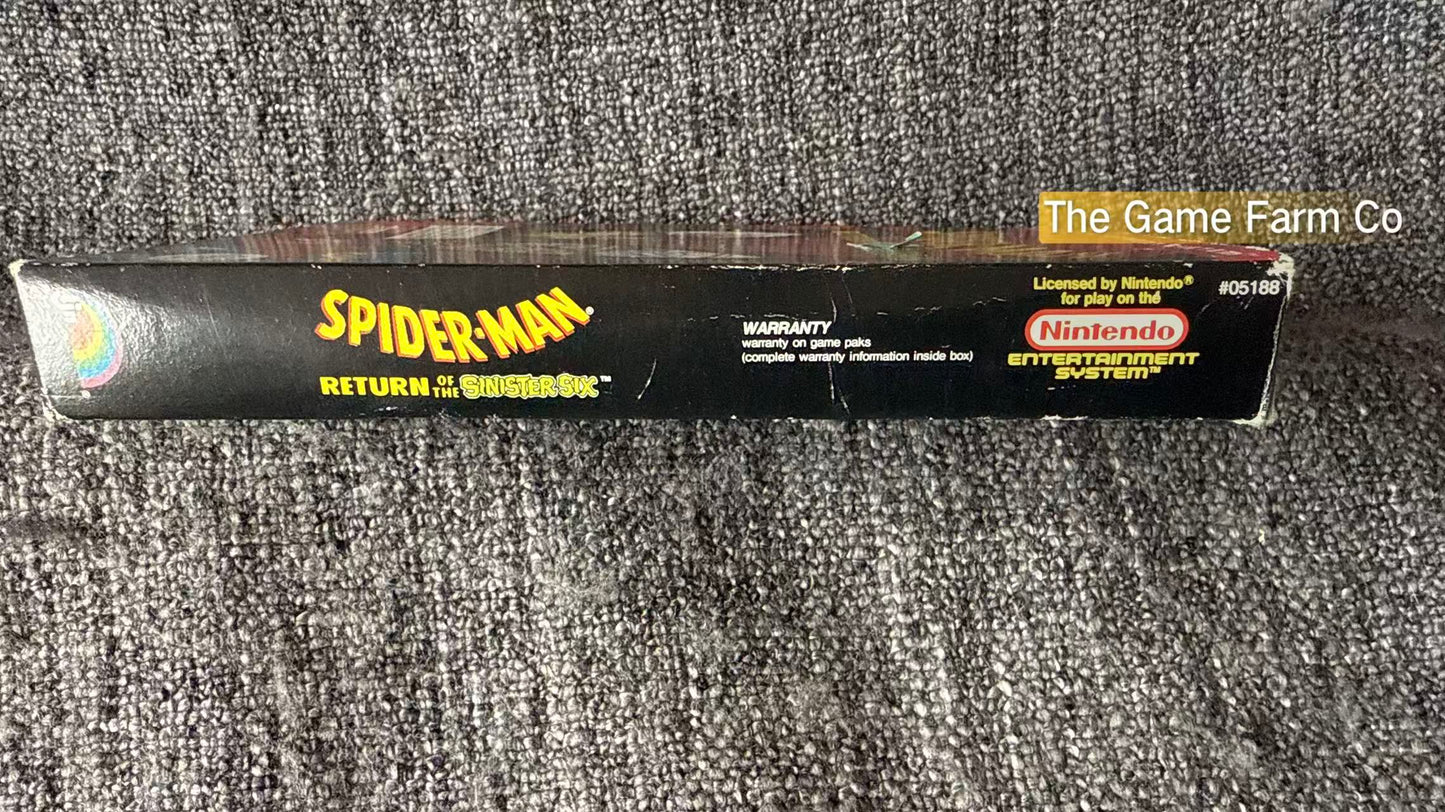 The Game Farm Co
SPIDER-MAN®
RETURN OF THE SINISTER SIX™
WARRANTY
warranty on game paks
(complete warranty information inside box)
Licensed by Nintendo®
for play on the
Nintendo
ENTERTAINMENT
SYSTEM™
#05188